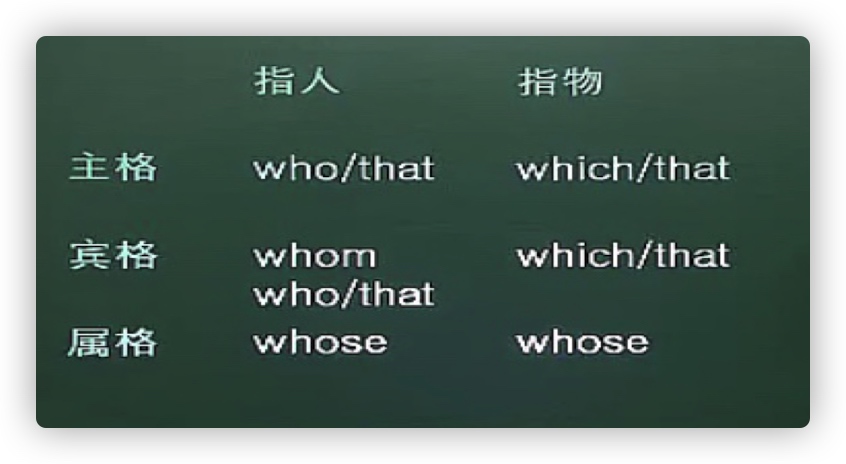 指人 指物
主格 who/that which/that
宾格 whom which/that
who/that
属格 whose whose